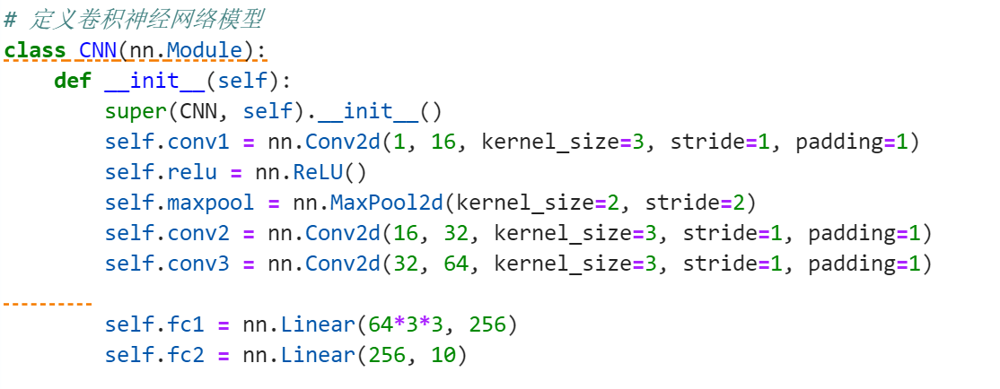 # 定义卷积神经网络模型
class CNN(nn.Module):
    def __init__(self):
        super(CNN, self).__init__()
        self.conv1 = nn.Conv2d(1, 16, kernel_size=3, stride=1, padding=1)
        self.relu = nn.ReLU()
        self.maxpool = nn.MaxPool2d(kernel_size=2, stride=2)
        self.conv2 = nn.Conv2d(16, 32, kernel_size=3, stride=1, padding=1)
        self.conv3 = nn.Conv2d(32, 64, kernel_size=3, stride=1, padding=1)
        self.fc1 = nn.Linear(64*3*3, 256)
        self.fc2 = nn.Linear(256, 10)